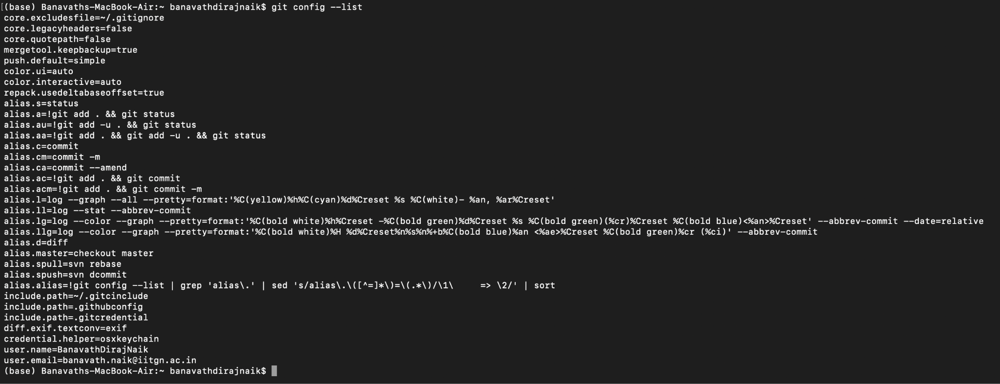 [(base) Banavaths-MacBook-Air:~ banavathdirajnaik$ git config --list
core.excludesfile=~/.gitignore
core.legacyheaders=false
core.quotepath=false
mergetool.keepbackup=true
push.default=simple
color.ui=auto
color.interactive=auto
repack.usedeltabaseoffset=true
alias.s=status
alias.a=!git add . && git status
alias.au=!git add -u . && git status
alias.aa=!git add . && git add -u . && git status
alias.c=commit
alias.cm=commit -m
alias.ca=commit --amend
alias.ac=!git add . && git commit
alias.acm=!git add . && git commit -m
alias.l=log --graph --all --pretty=format:'%C(yellow)%h%C(cyan)%d%Creset %s %C(white)- %an, %ar%Creset'
alias.ll=log --stat --abbrev-commit
alias.lg=log --color --graph --pretty=format:'%C(bold white)%h%Creset -%C(bold green)%d%Creset %s %C(bold green)(%cr)%Creset %C(bold blue)<%an>%Creset' --abbrev-commit --date=relative
alias.llg=log --color --graph --pretty=format:'%C(bold white)%H %d%Creset%n%s%n%+b%C(bold blue)%an <%ae>%Creset %C(bold green)%cr (%ci)' --abbrev-commit
alias.d=diff
alias.master=checkout master
alias.spull=svn rebase
alias.spush=svn dcommit
alias.alias=!git config --list | grep 'alias\.' | sed 's/alias\.\([^=]*\)=\(.*\)/\1\     => \2/' | sort
include.path=~/.gitcinclude
include.path=.githubconfig
include.path=.gitcredential
diff.exif.textconv=exif
credential.helper=osxkeychain
user.name=BanavathDirajNaik
user.email=banavath.naik@iitgn.ac.in
(base) Banavaths-MacBook-Air:~ banavathdirajnaik$